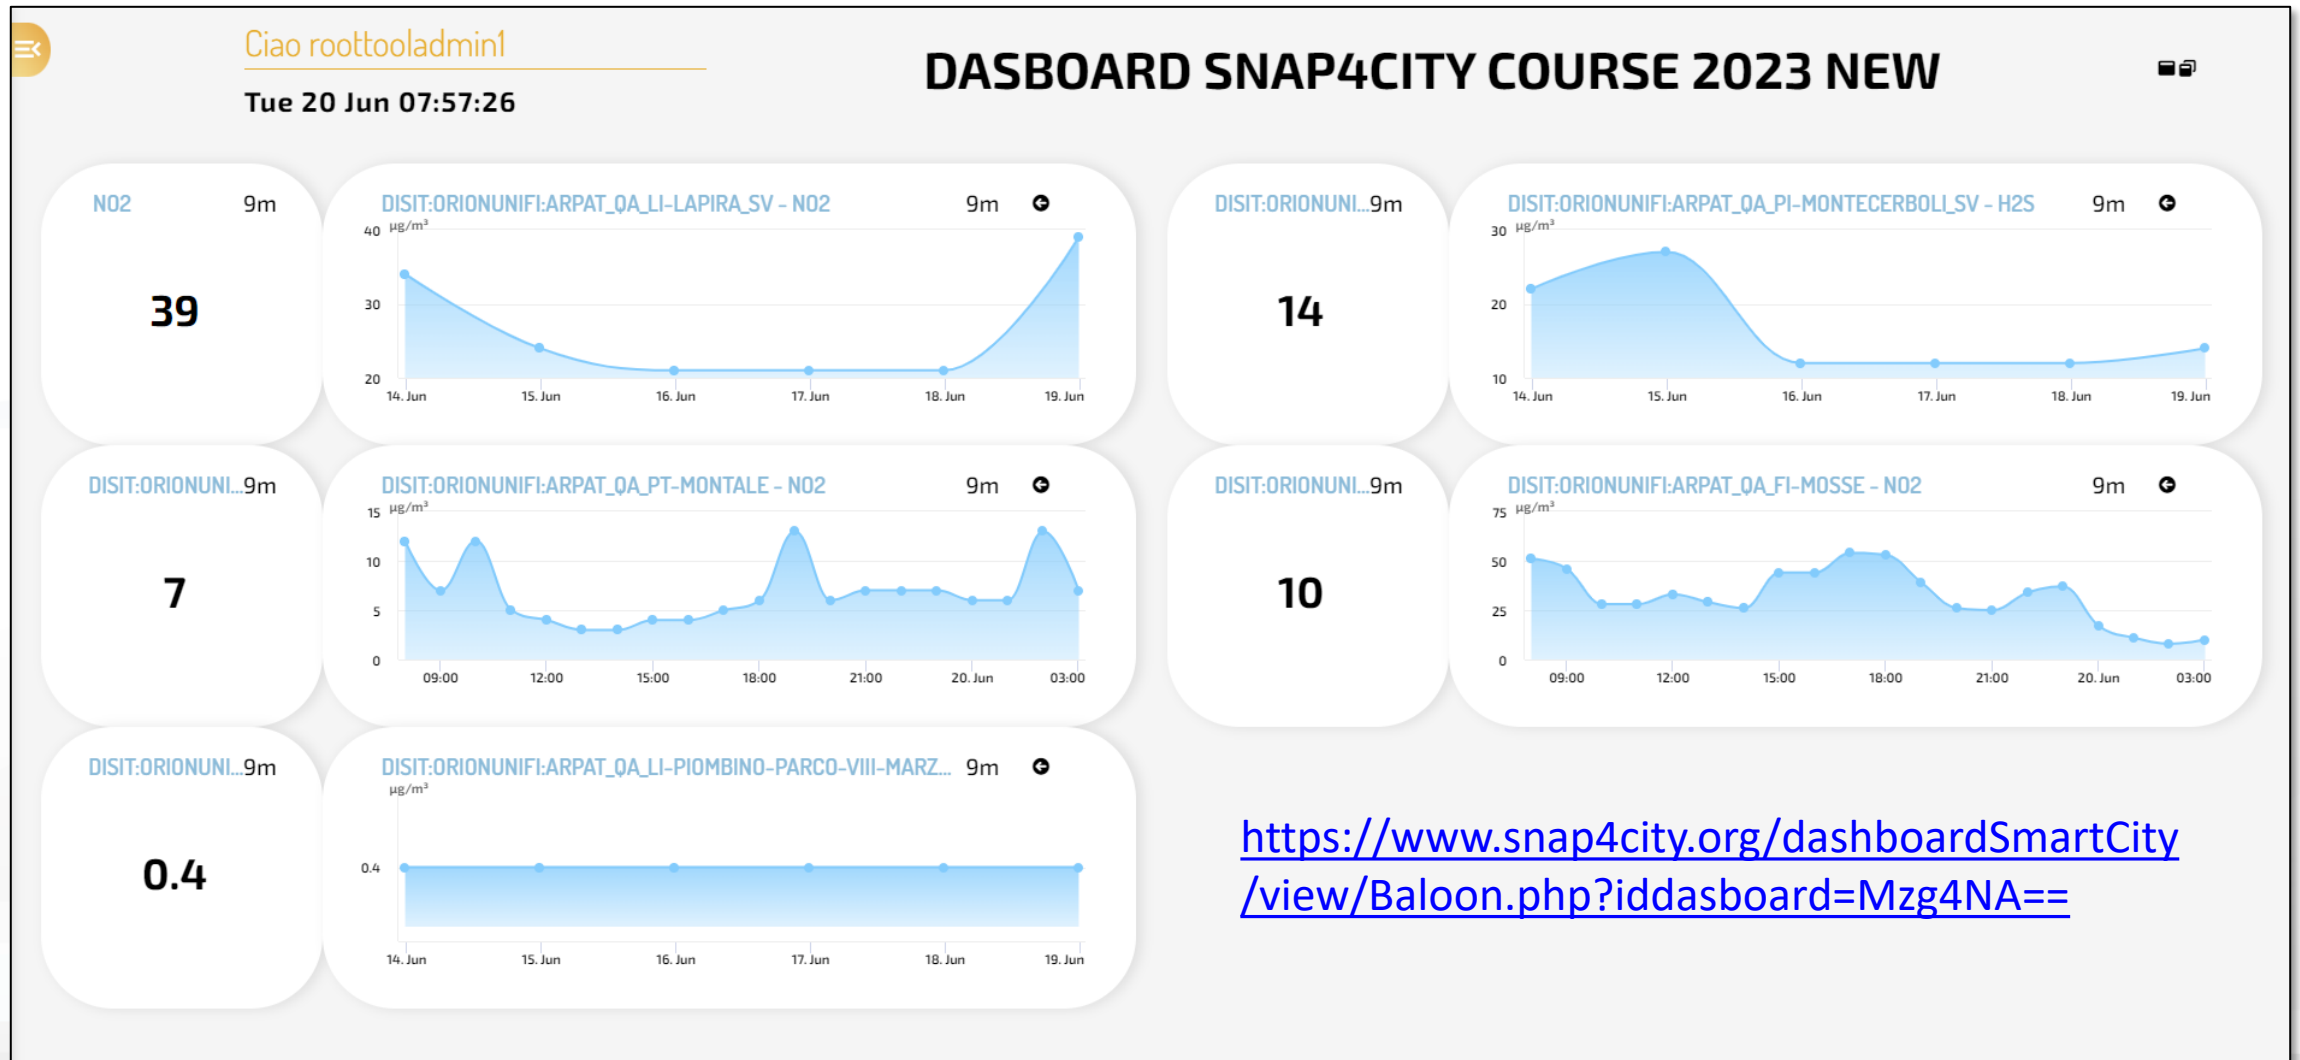 Ciao roottooladmin1
Tue 20 Jun 07:57:26
DASBOARD SNAP4CITY COURSE 2023 NEW
NO2 9m
39
DISIT:ORIONUNIFI:ARPAT_QA_LI-LAPIRA_SV - NO2 9m
µg/m³
40
30
20
14. Jun 15. Jun 16. Jun 17. Jun 18. Jun 19. Jun
DISIT:ORIONUNI...9m
14
DISIT:ORIONUNIFI:ARPAT_QA_PI-MONTECERBOLI_SV - H2S 9m
µg/m³
30
20
10
14. Jun 15. Jun 16. Jun 17. Jun 18. Jun 19. Jun
DISIT:ORIONUNI...9m
7
DISIT:ORIONUNIFI:ARPAT_QA_PT-MONTALE - NO2 9m
µg/m³
15
10
5
0
09:00 12:00 15:00 18:00 21:00 20. Jun 03:00
DISIT:ORIONUNI...9m
10
DISIT:ORIONUNIFI:ARPAT_QA_FI-MOSSE - NO2 9m
µg/m³
75
50
25
0
09:00 12:00 15:00 18:00 21:00 20. Jun 03:00
DISIT:ORIONUNI...9m
0.4
DISIT:ORIONUNIFI:ARPAT_QA_LI-PIOMBINO-PARCO-VIII-MARZ... 9m
µg/m³
0.4
14. Jun 15. Jun 16. Jun 17. Jun 18. Jun 19. Jun
https://www.snap4city.org/dashboardSmartCity
/view/Baloon.php?iddasboard=Mzg4NA==